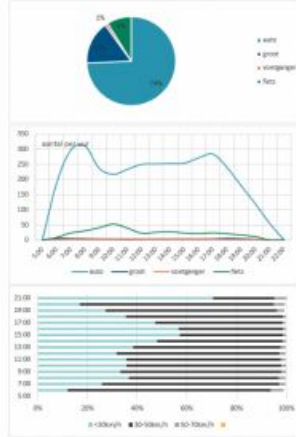 2%
74%
auto
groot
voetganger
fiets
350
300
250
200
150
100
50
0
aantal per uur
5:00 6:00 7:00 8:00 9:00 10:00 11:00 12:00 13:00 14:00 15:00 16:00 17:00 18:00 19:00 20:00 21:00 22:00
auto groot voetganger fiets
21:00
19:00
17:00
15:00
13:00
11:00
9:00
7:00
5:00
0% 20% 40% 60% 80% 100%
<30km/h 30-50km/h 50-70km/h